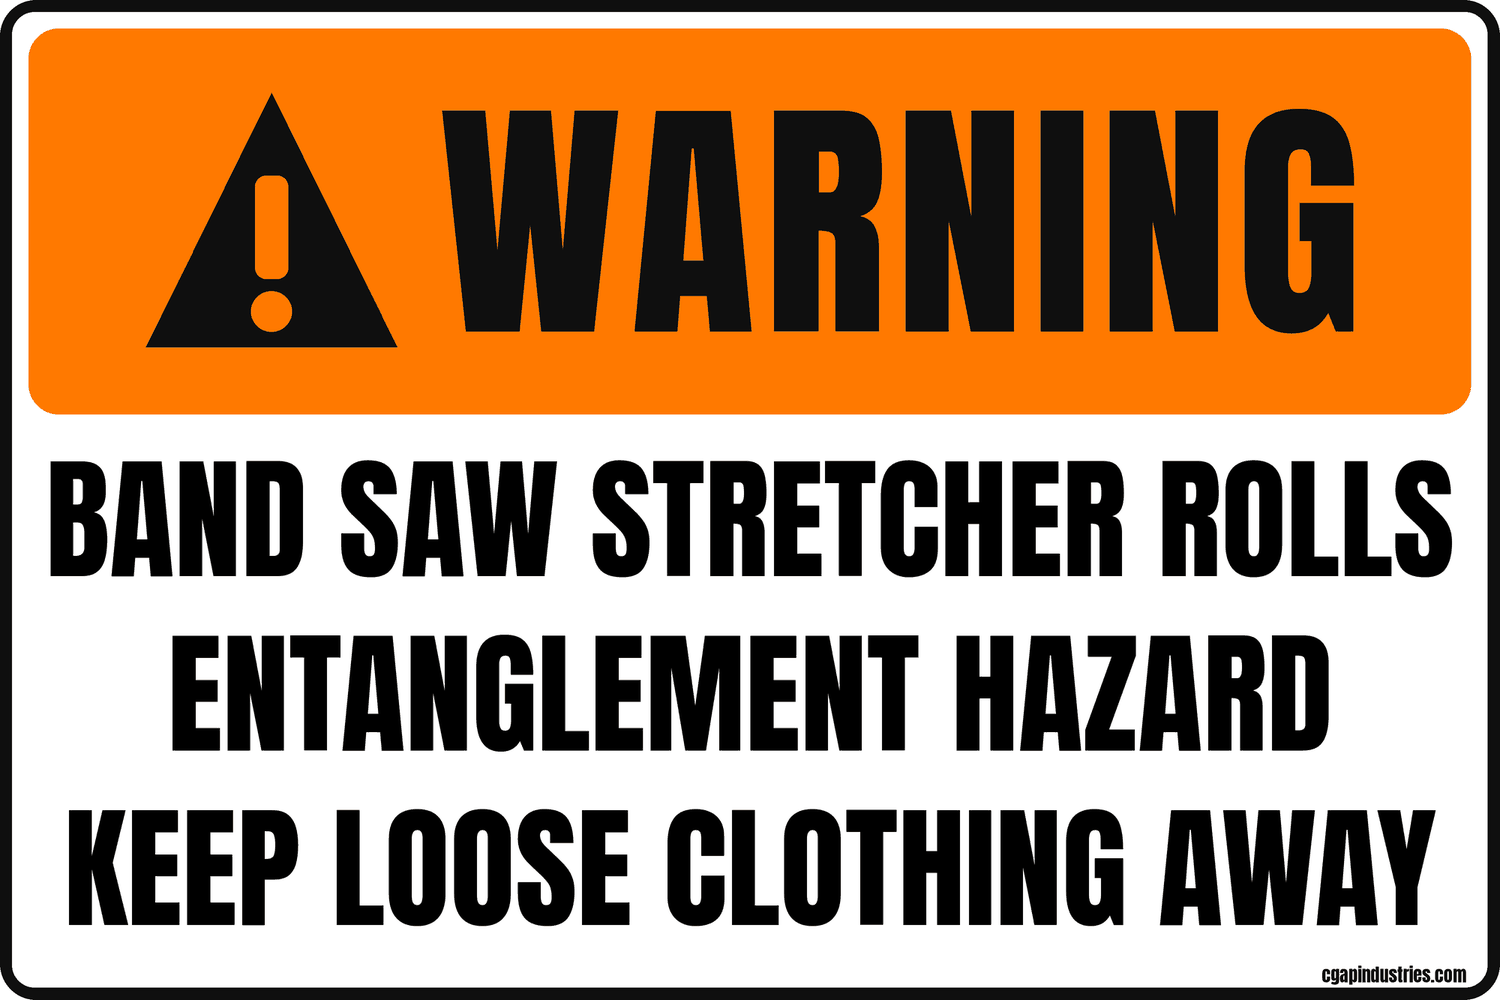 WARNING
BAND SAW STRETCHER ROLLS
ENTANGLEMENT HAZARD
KEEP LOOSE CLOTHING AWAY
cgapindustries.com